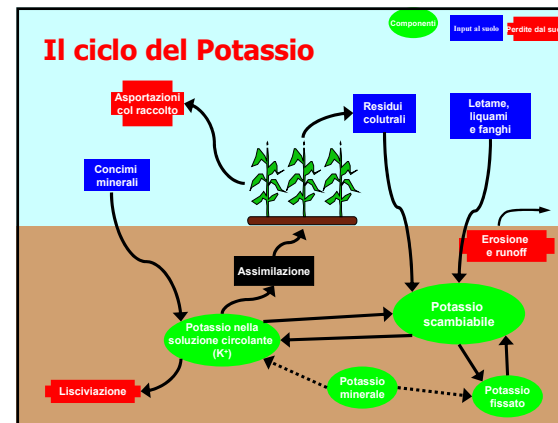 Componenti
Input al suolo
Perdite dal suo
Il ciclo del Potassio
Asportazioni
col raccolto
Residui
colutrali
Letame,
liquami
e fanghi
Concimi
minerali
Erosione
e runoff
Assimilazione
Potassio
scambiabile
Potassio nella
soluzione circolante
(K⁺)
Potassio
minerale
Potassio
fissato
Lisciviazione